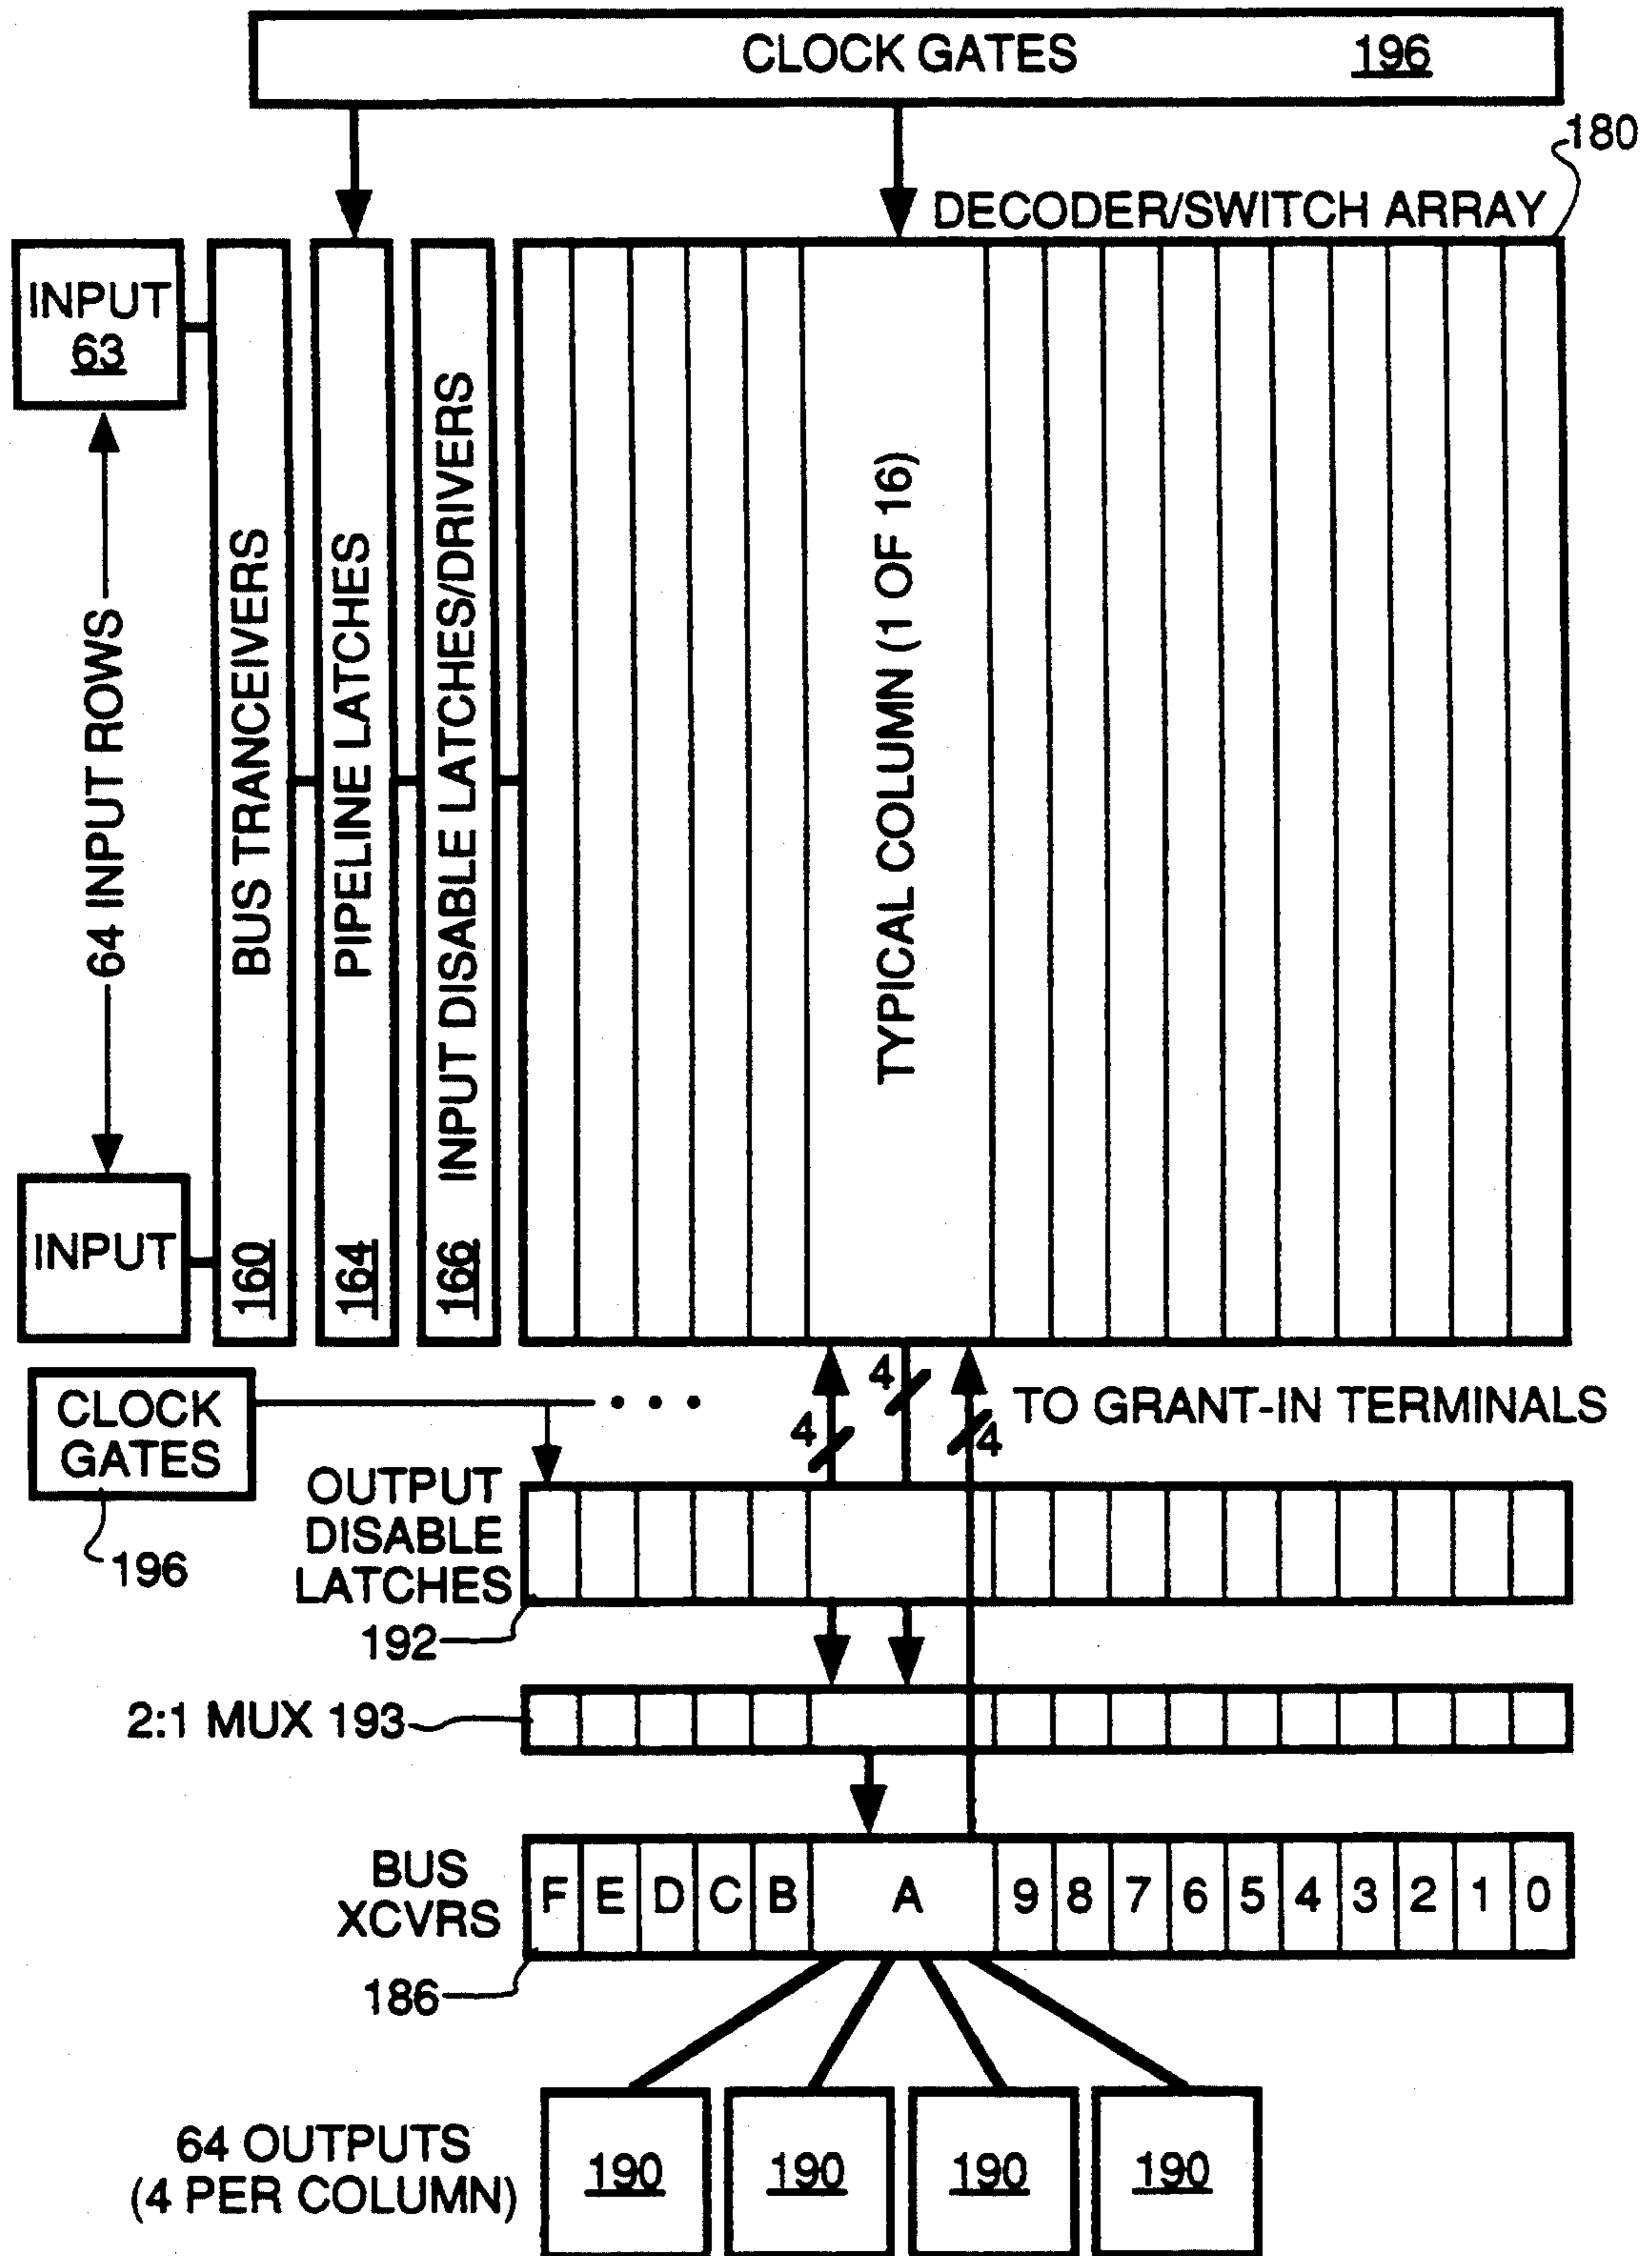 CLOCK GATES 196
180
DECODER/SWITCH ARRAY
INPUT
63
64 INPUT ROWS
INPUT
BUS TRANCEIVERS
160
PIPELINE LATCHES
164
INPUT DISABLE LATCHES/DRIVERS
166
TYPICAL COLUMN (1 OF 16)
CLOCK
GATES
196
4
4
4
TO GRANT-IN TERMINALS
OUTPUT
DISABLE
LATCHES
192
2:1 MUX 193
BUS
XCVRS
F E D C B A 9 8 7 6 5 4 3 2 1 0
186
64 OUTPUTS
(4 PER COLUMN)
190 190 190 190